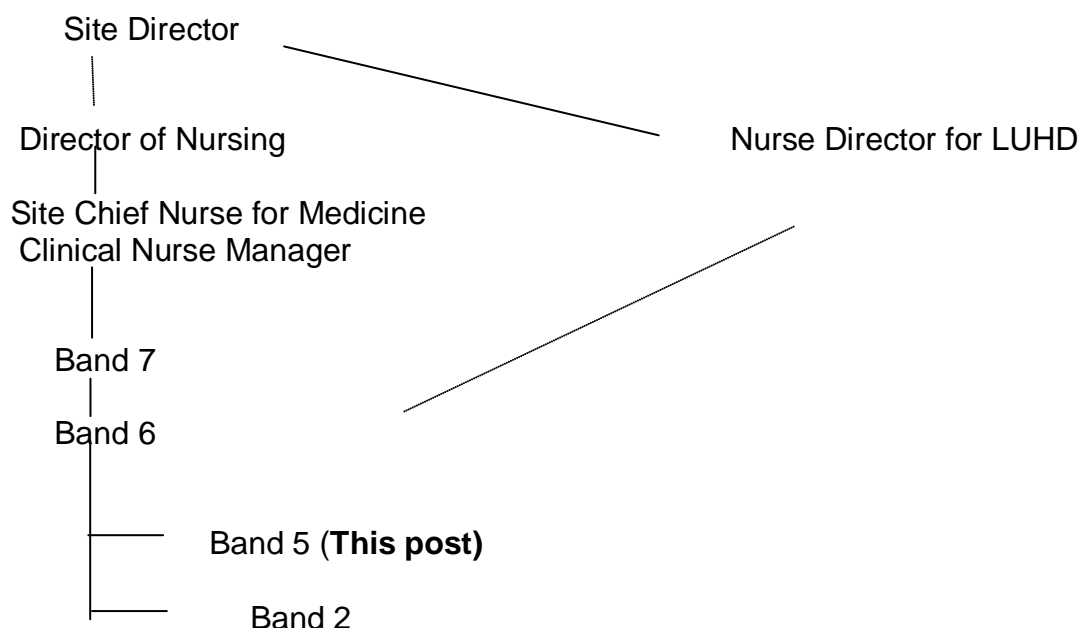 Site Director
Director of Nursing
Nurse Director for LUHD
Site Chief Nurse for Medicine
Clinical Nurse Manager
Band 7
Band 6
Band 5 (This post)
Band 2